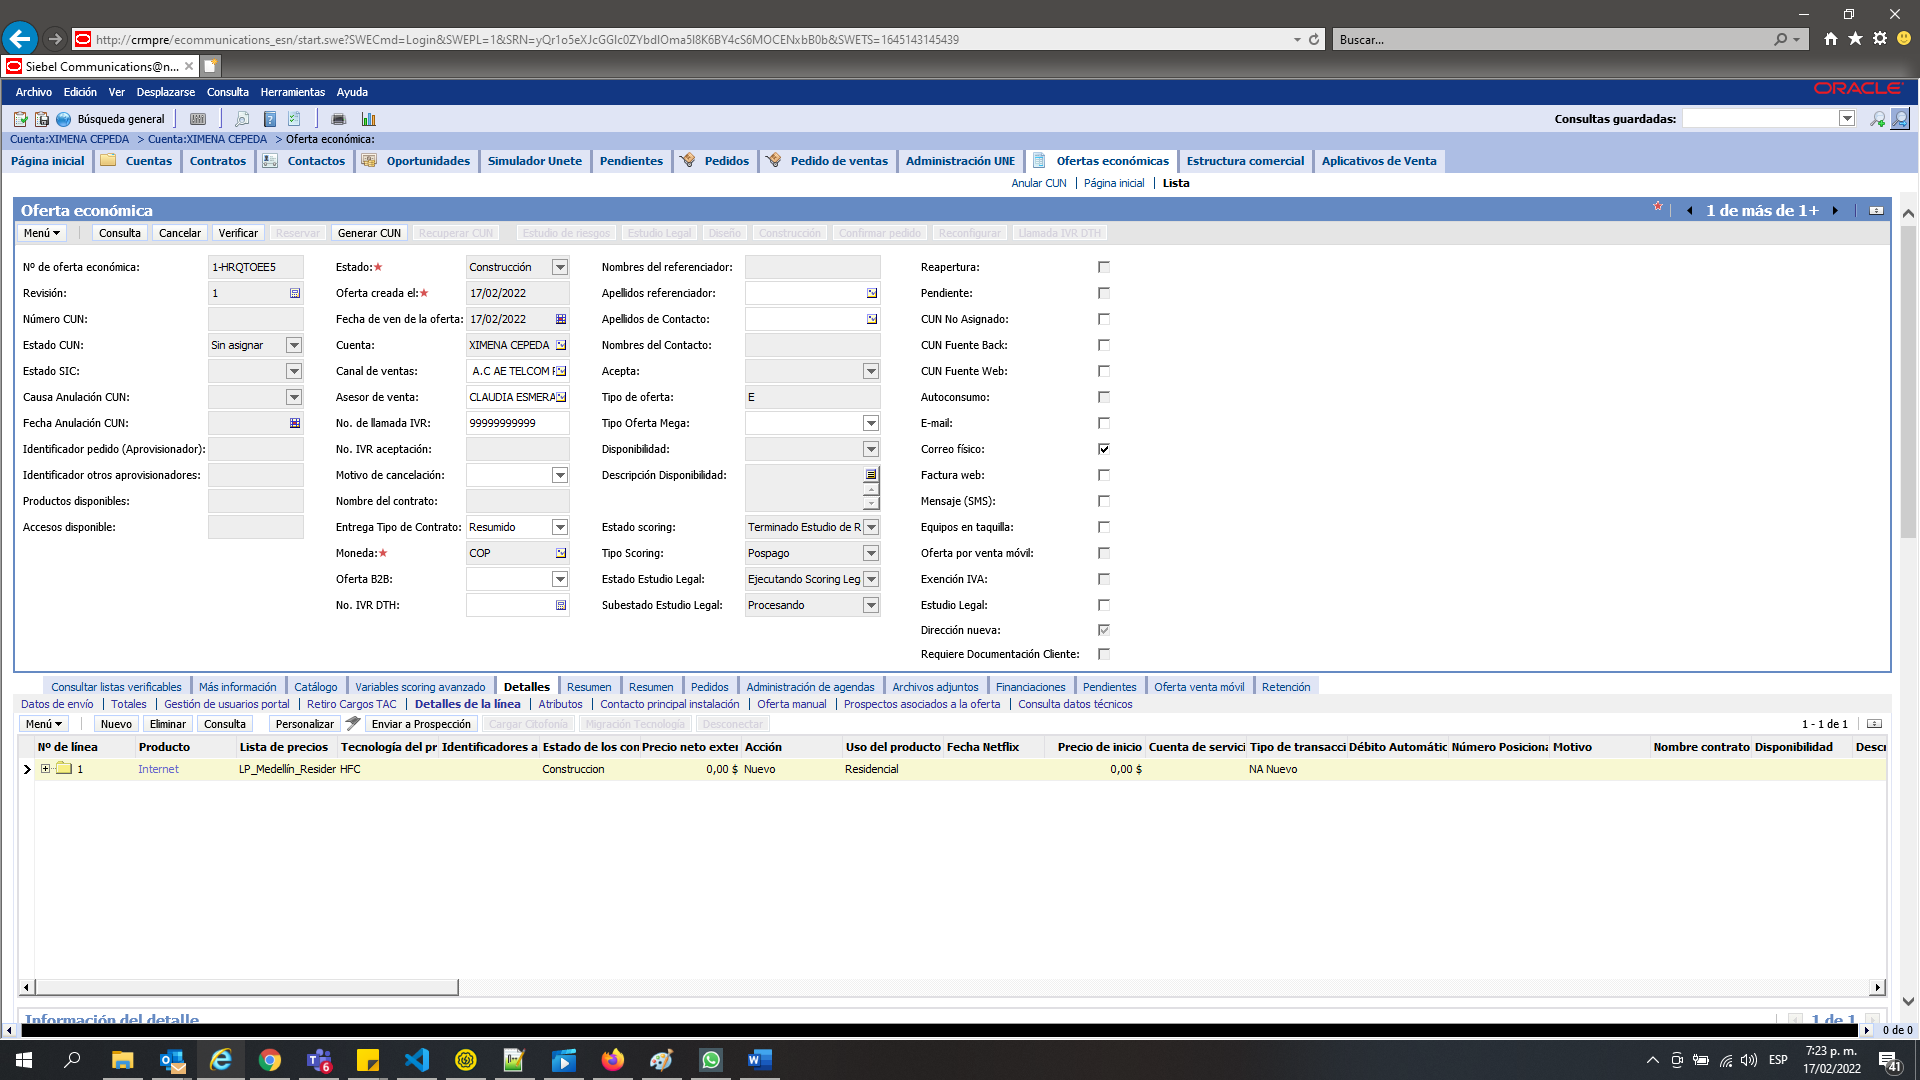 http://crmpre/ecommunications_esn/start.swe?SWECmd=Login&SWEPL=1&SRN=yQr1o5eXJcGGIc0ZYbdIOma5I8K6BY4cS6MOCENxbB0b&SWETS=1645143145439
Buscar...
Siebel Communications@n...
Archivo Edición Ver Desplazarse Consulta Herramientas Ayuda
ORACLE
Búsqueda general
Consultas guardadas:
Cuenta:XIMENA CEPEDA > Cuenta:XIMENA CEPEDA > Oferta económica:
Página inicial Cuentas Contratos Contactos Oportunidades Simulador Unete Pendientes Pedidos Pedido de ventas Administración UNE Ofertas económicas Estructura comercial Aplicativos de Venta
Anular CUN | Página inicial | Lista
Oferta económica
1 de más de 1+
Menú Consulta Cancelar Verificar Reservar Generar CUN Recuperar CUN Estudio de riesgos Estudio Legal Diseño Construcción Confirmar pedido Reconfigurar Llamada IVR DTH
Nº de oferta económica: 1-HRQTOEE5 Estado:★ Construcción Nombres del referenciador: Reapertura:
Revisión: 1 Oferta creada el:★ 17/02/2022 Apellidos referenciador: Pendiente:
Número CUN: Fecha de ven de la oferta: 17/02/2022 Apellidos de Contacto: CUN No Asignado:
Estado CUN: Sin asignar Cuenta: XIMENA CEPEDA Nombres del Contacto: CUN Fuente Back:
Estado SIC: Canal de ventas: A.C AE TELCOM Acepta: CUN Fuente Web:
Causa Anulación CUN: Asesor de venta: CLAUDIA ESMERA Tipo de oferta: E Autoconsumo:
Fecha Anulación CUN: No. de llamada IVR: 99999999999 Tipo Oferta Mega: E-mail:
Identificador pedido (Aprovisionador): No. IVR aceptación: Disponibilidad: Correo físico:
Identificador otros aprovisionadores: Motivo de cancelación: Descripción Disponibilidad: Factura web:
Productos disponibles: Nombre del contrato: Mensaje (SMS):
Accesos disponible: Entrega Tipo de Contrato: Resumido Estado scoring: Terminado Estudio de R Equipos en taquilla:
Moneda:★ COP Tipo Scoring: Pospago Oferta por venta móvil:
Oferta B2B: Estado Estudio Legal: Ejecutando Scoring Leg Exención IVA:
No. IVR DTH: Subestado Estudio Legal: Procesando Estudio Legal:
Dirección nueva:
Requiere Documentación Cliente:
Consultar listas verificables Más información Catálogo Variables scoring avanzado Detalles Resumen Resumen Pedidos Administración de agendas Archivos adjuntos Financiaciones Pendientes Oferta venta móvil Retención
Datos de envío | Totales | Gestión de usuarios portal | Retiro Cargos TAC | Detalles de la línea | Atributos | Contacto principal instalación | Oferta manual | Prospectos asociados a la oferta | Consulta datos técnicos
Menú Nuevo Eliminar Consulta Personalizar Enviar a Prospección Cargar Citofonía Migración Tecnología Desconectar
1 - 1 de 1
Nº de línea Producto Lista de precios Tecnología del pr Identificadores a Estado de los con Precio neto exter Acción Uso del producto Fecha Netflix Precio de inicio Cuenta de servici Tipo de transacci Débito Automátic Número Posiciona Motivo Nombre contrato Disponibilidad Descr
1 Internet LP_Medellín_Resider HFC Construccion 0,00 $ Nuevo Residencial 0,00 $ NA Nuevo
Información del detalle
1 de 1
0 de 0
6
ESP
7:23 p. m.
17/02/2022
41